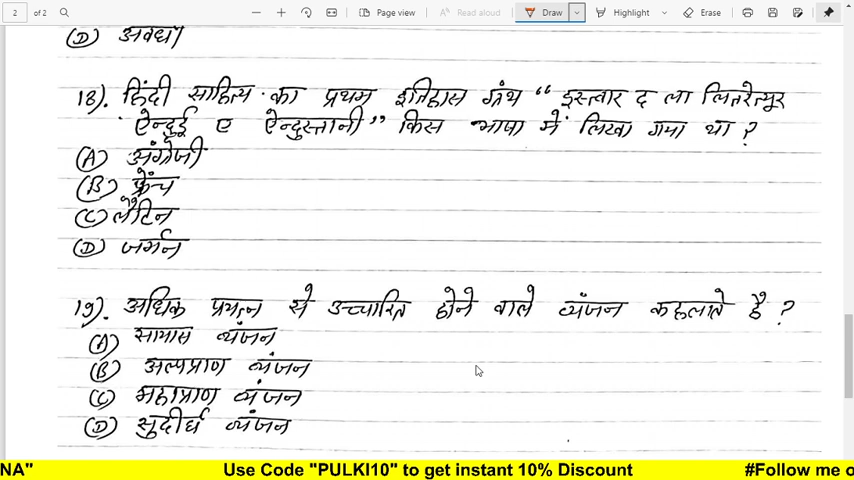 2 of 2
Page view
Read aloud
Draw
Highlight
Erase
(D) अवधी
18). हिंदी साहित्य का प्रथम इतिहास ग्रंथ “ इस्त्वार द ला लितरेत्यूर
ऐन्दुई ए ऐन्दुस्तानी ” किस भाषा में लिखा गया था ?
(A) अंग्रेजी
(B) फ्रेंच
(C) लैटिन
(D) जर्मन
19). अधिक प्रयत्न से उच्चारित होने वाले व्यंजन कहलाते है ?
(A) सायास व्यंजन
(B) अल्पप्राण व्यंजन
(C) महाप्राण व्यंजन
(D) सुदीर्घ व्यंजन
NA" Use Code "PULKI10" to get instant 10% Discount #Follow me o